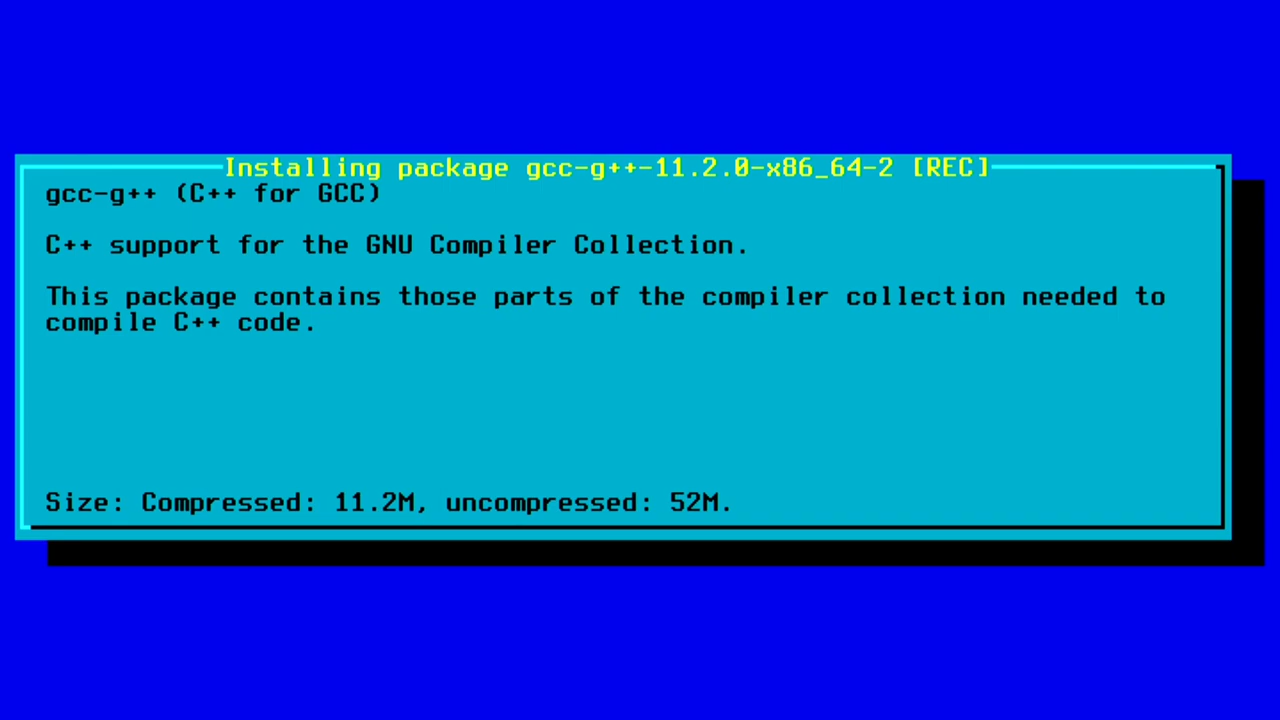 Installing package gcc-g++-11.2.0-x86_64-2 [REC]
gcc-g++ (C++ for GCC)
C++ support for the GNU Compiler Collection.
This package contains those parts of the compiler collection needed to
compile C++ code.
Size: Compressed: 11.2M, uncompressed: 52M.